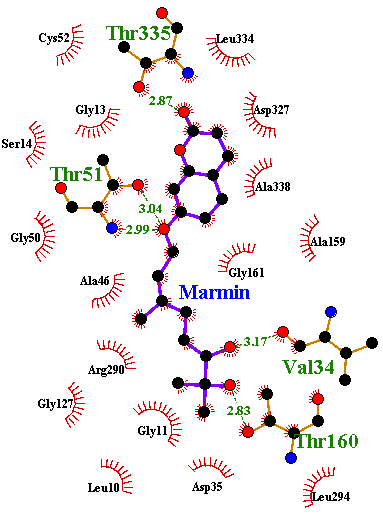 Thr335
Cys52
Leu334
2.87
Gly13
Asp327
Ser14
Thr51
Ala338
3.04
2.99
Gly50
Ala159
Gly161
Ala46
Marmin
3.17
Val34
Arg290
Gly127
2.83
Gly11
Thr160
Leu10
Asp35
Leu294